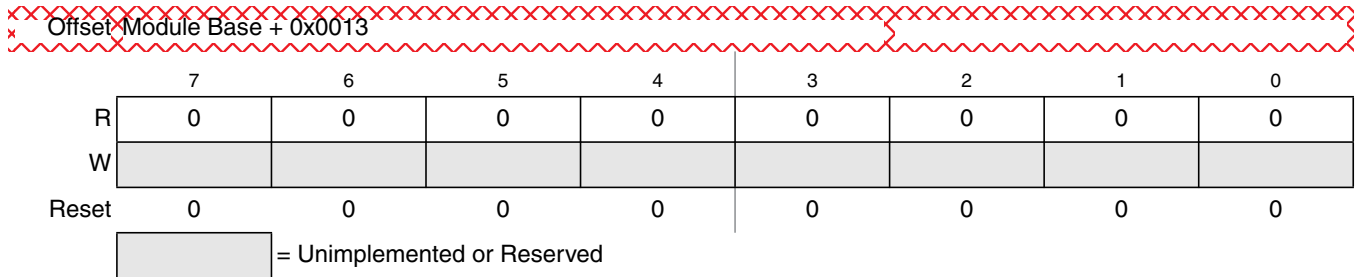 Offset Module Base + 0x0013
7 6 5 4 3 2 1 0
R 0 0 0 0 0 0 0 0
W
Reset 0 0 0 0 0 0 0 0
= Unimplemented or Reserved